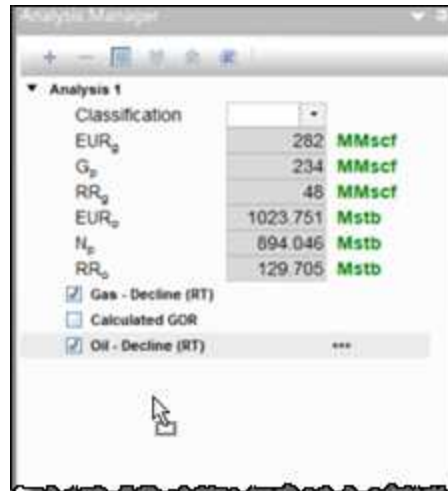 Analysis Manager
Analysis 1
Classification
EURg 282 MMscf
Gp 234 MMscf
RRg 48 MMscf
EURo 1023.751 Mstb
Np 894.046 Mstb
RRo 129.705 Mstb
Gas - Decline (RT)
Calculated GOR
Oil - Decline (RT) •••